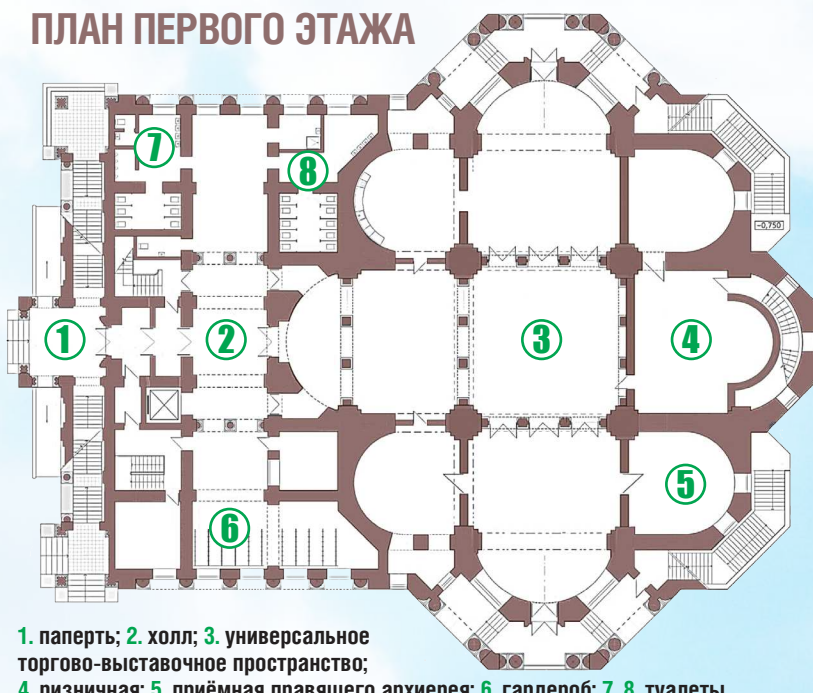 ПЛАН ПЕРВОГО ЭТАЖА
7
8
-0,750
1
2
3
4
5
6
1. паперть; 2. холл; 3. универсальное
торгово-выставочное пространство;
4. ризничная; 5. приёмная правящего архиерея; 6. гардероб; 7, 8. туалеты